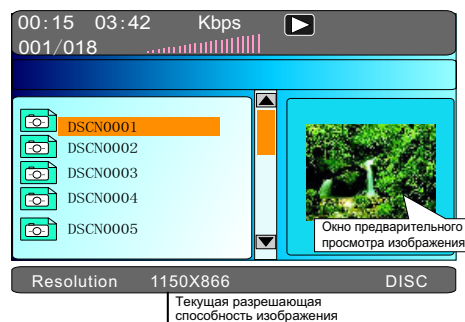 00:15 03:42 Kbps
001/018
DSCN0001
DSCN0002
DSCN0003
DSCN0004
DSCN0005
Окно предварительного
просмотра изображения
Resolution 1150X866 DISC
Текущая разрешающая
способность изображения